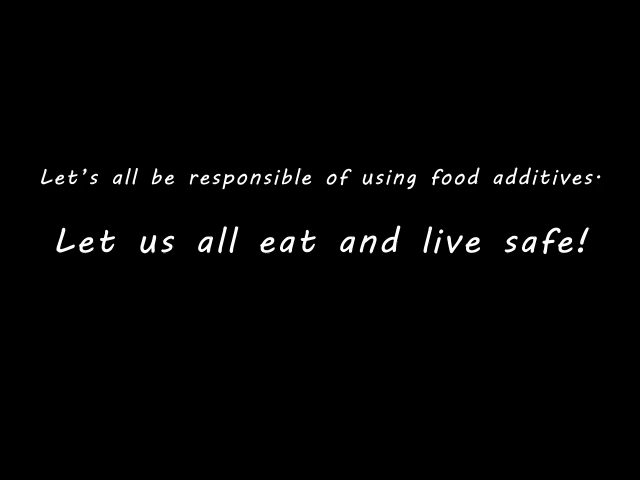 Let's all be responsible of using food additives.
Let us all eat and live safe!